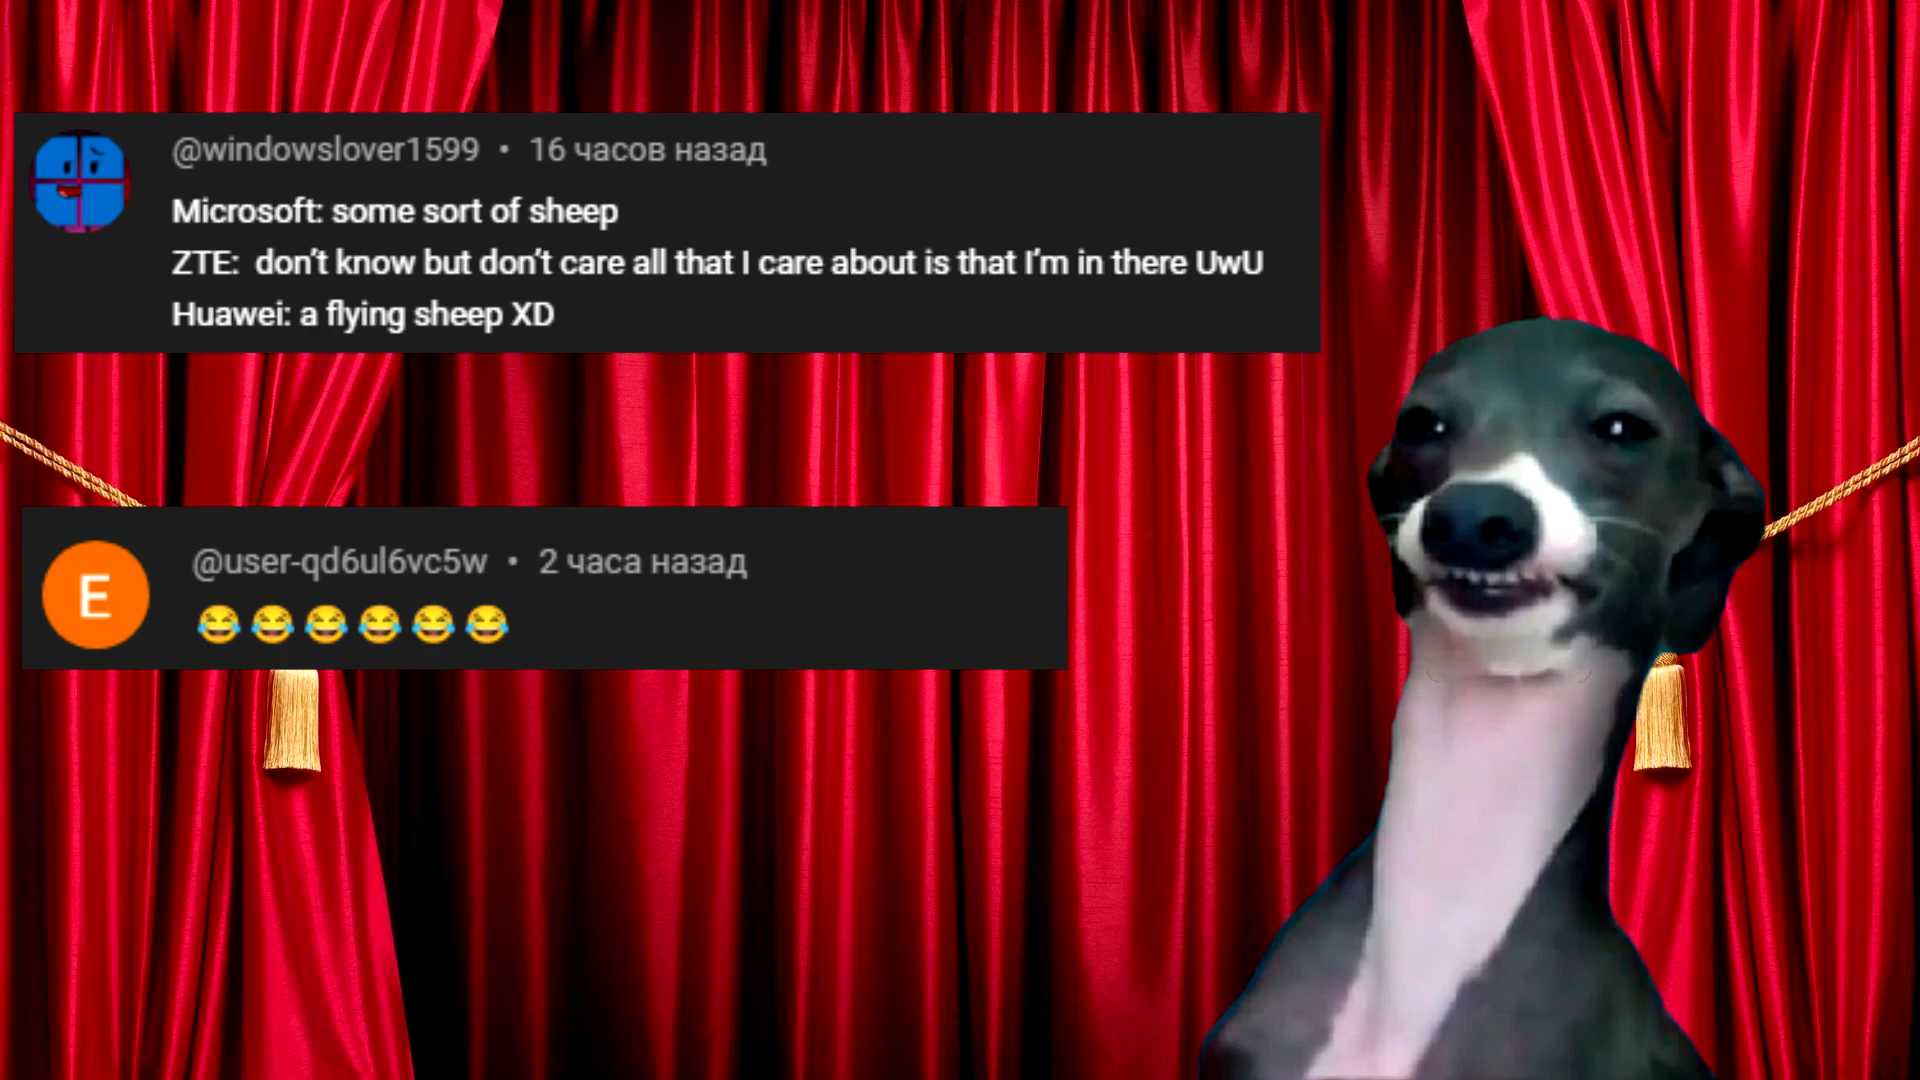 @windowslover1599 • 16 часов назад
Microsoft: some sort of sheep
ZTE:  don’t know but don’t care all that I care about is that I’m in there UwU
Huawei: a flying sheep XD
E
@user-qd6ul6vc5w • 2 часа назад
😂😂😂😂😂😂